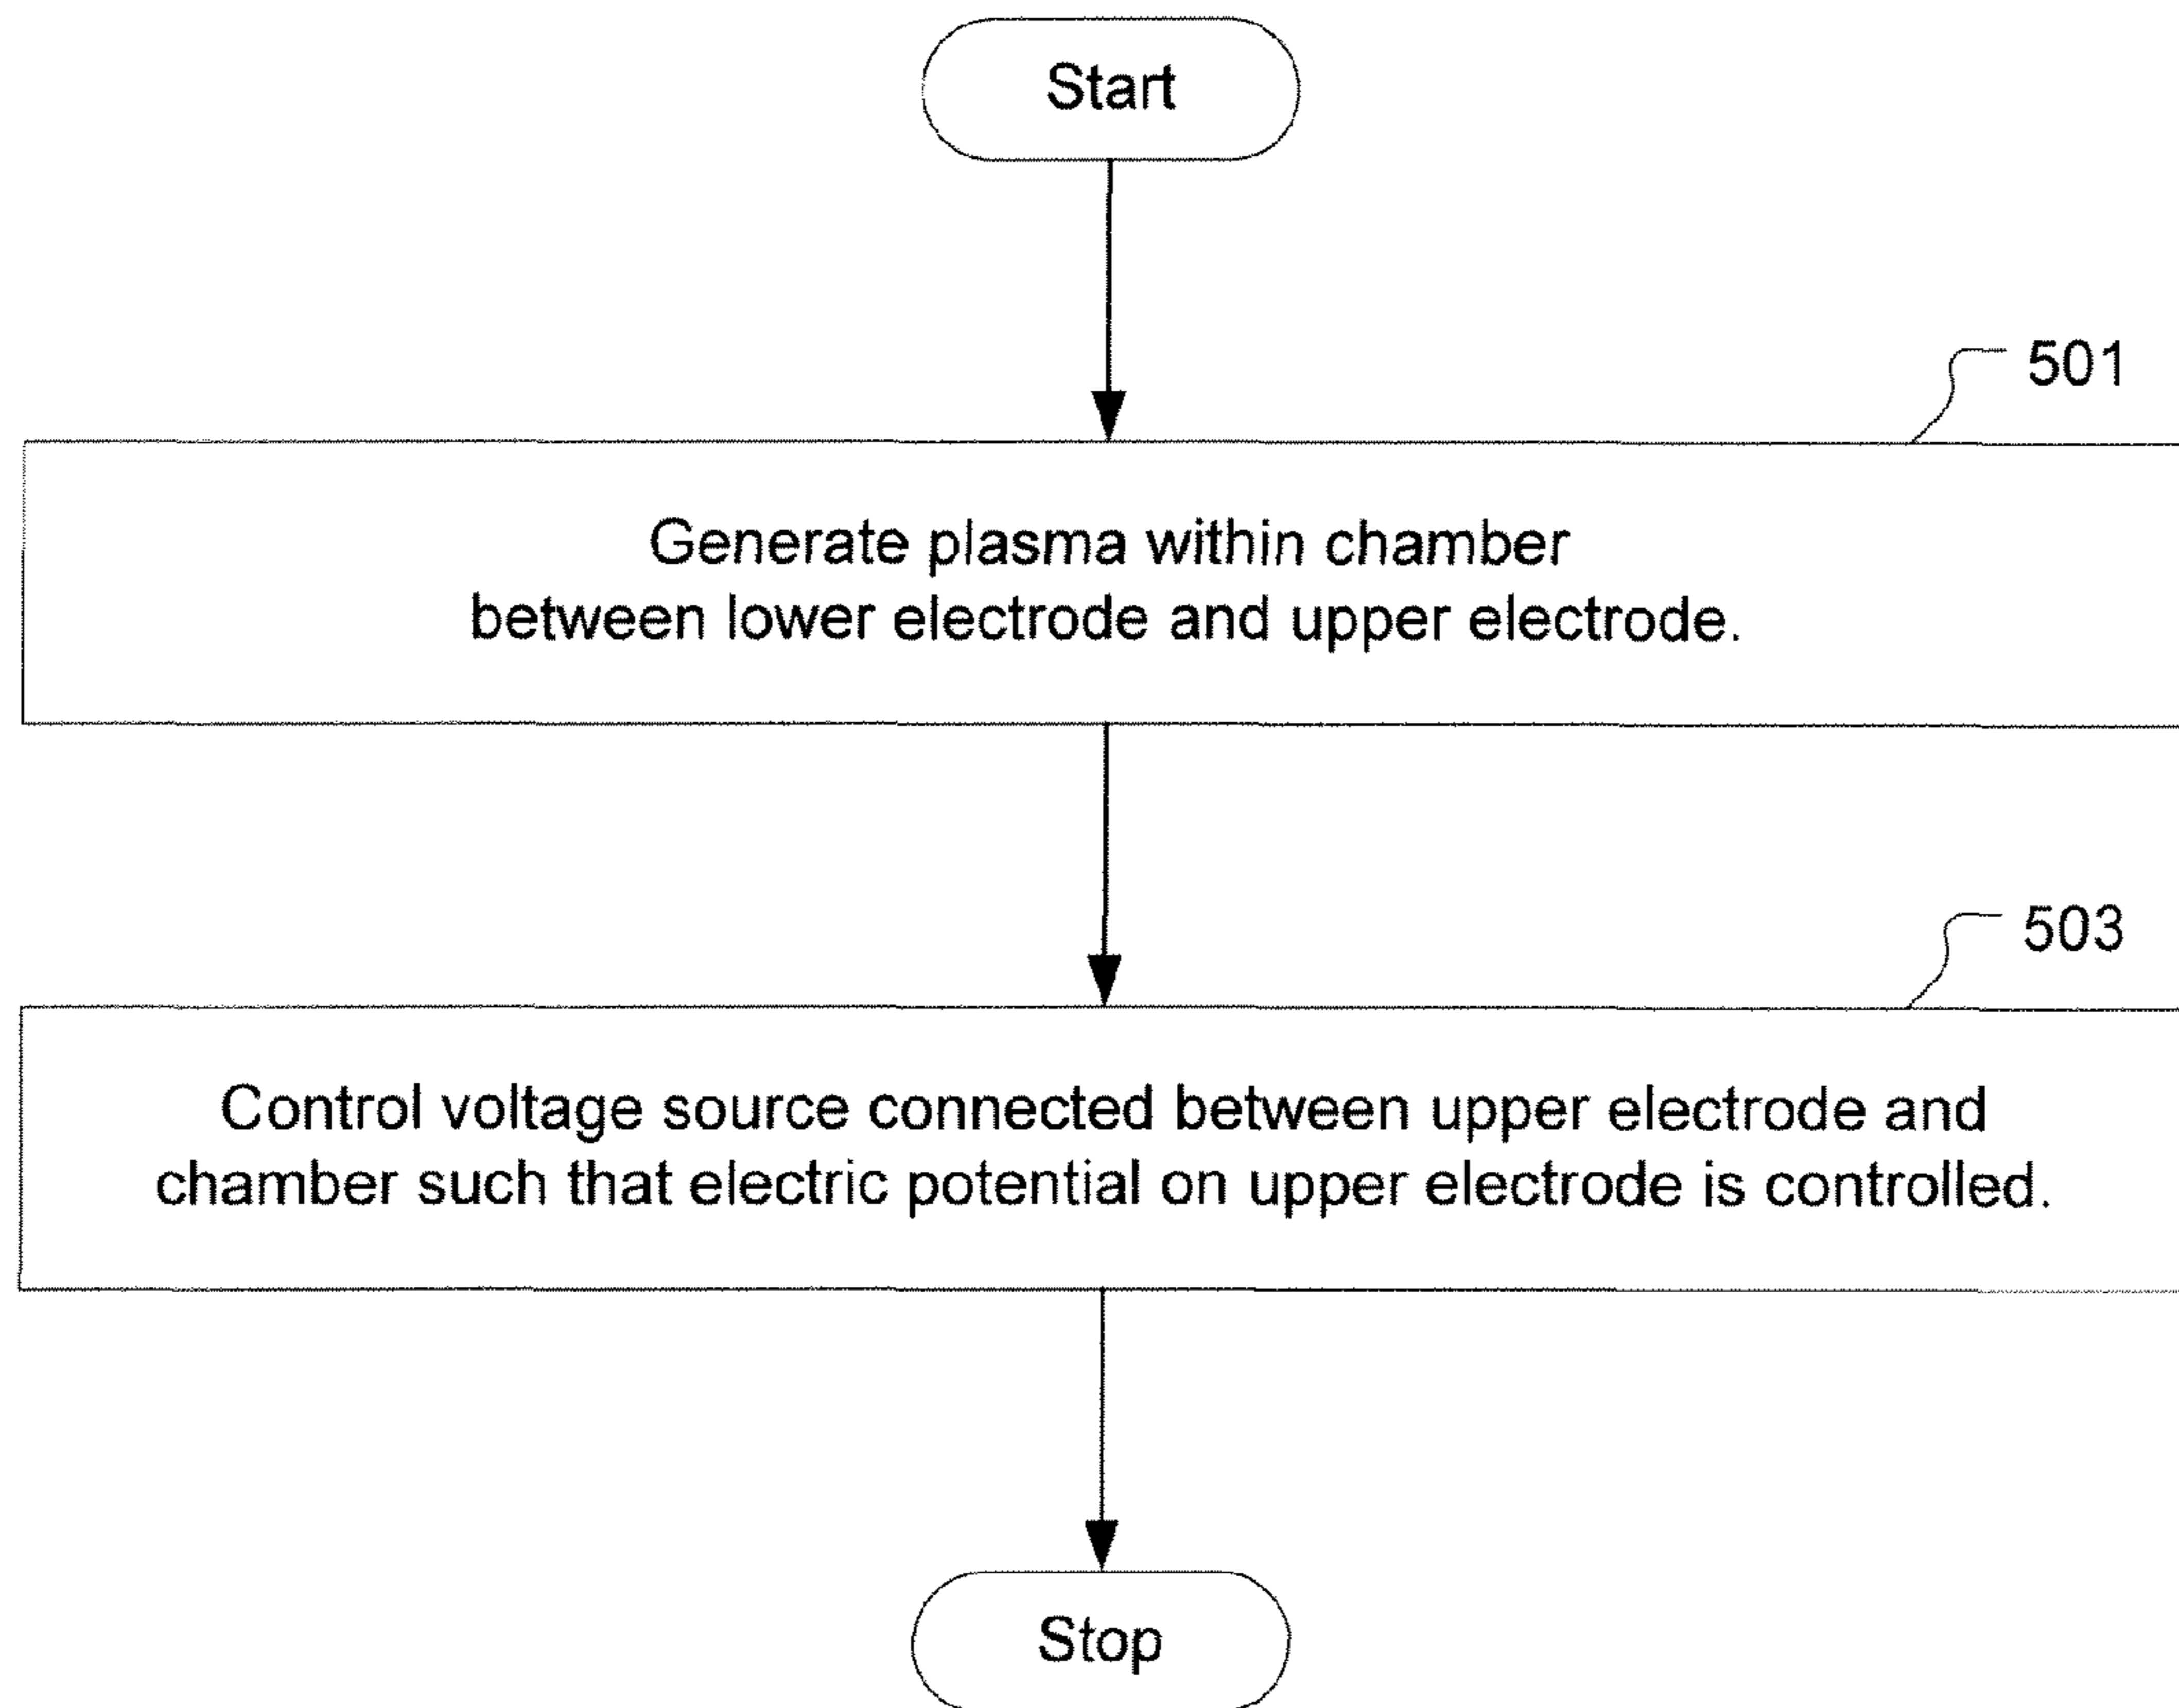 Start
501
Generate plasma within chamber
between lower electrode and upper electrode.
503
Control voltage source connected between upper electrode and
chamber such that electric potential on upper electrode is controlled.
Stop